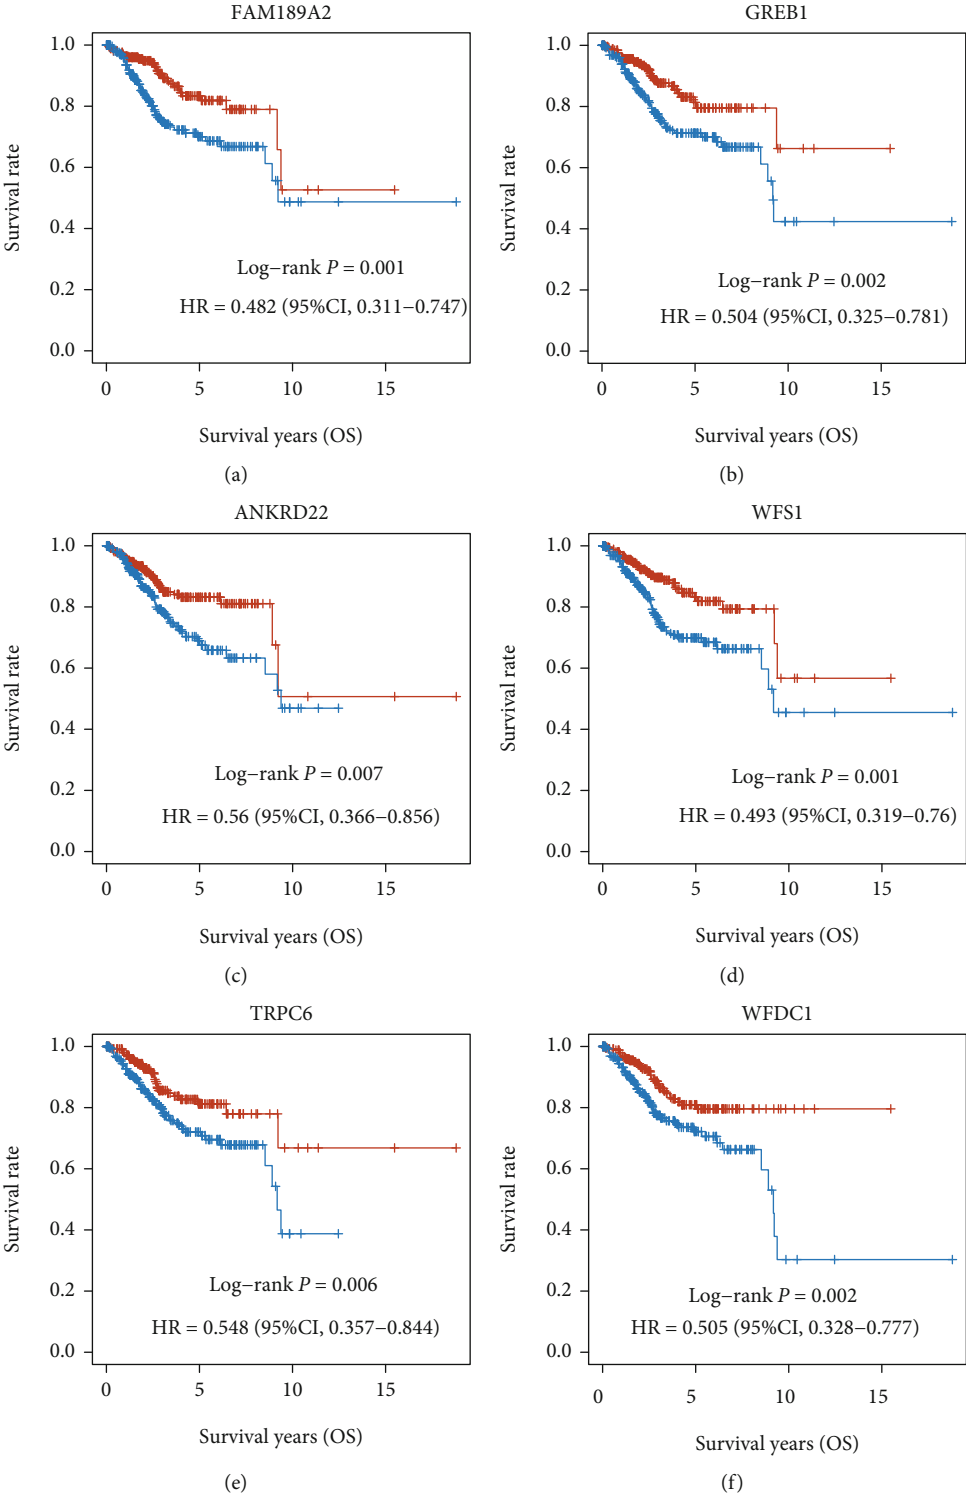 FAM189A2
1.0
0.8
0.6
0.4
0.2
0.0
Survival rate
Log−rank P = 0.001
HR = 0.482 (95%CI, 0.311−0.747)
0 5 10 15
Survival years (OS)
(a)
GREB1
1.0
0.8
0.6
0.4
0.2
0.0
Survival rate
Log−rank P = 0.002
HR = 0.504 (95%CI, 0.325−0.781)
0 5 10 15
Survival years (OS)
(b)
ANKRD22
1.0
0.8
0.6
0.4
0.2
0.0
Survival rate
Log−rank P = 0.007
HR = 0.56 (95%CI, 0.366−0.856)
0 5 10 15
Survival years (OS)
(c)
WFS1
1.0
0.8
0.6
0.4
0.2
0.0
Survival rate
Log−rank P = 0.001
HR = 0.493 (95%CI, 0.319−0.76)
0 5 10 15
Survival years (OS)
(d)
TRPC6
1.0
0.8
0.6
0.4
0.2
0.0
Survival rate
Log−rank P = 0.006
HR = 0.548 (95%CI, 0.357−0.844)
0 5 10 15
Survival years (OS)
(e)
WFDC1
1.0
0.8
0.6
0.4
0.2
0.0
Survival rate
Log−rank P = 0.002
HR = 0.505 (95%CI, 0.328−0.777)
0 5 10 15
Survival years (OS)
(f)